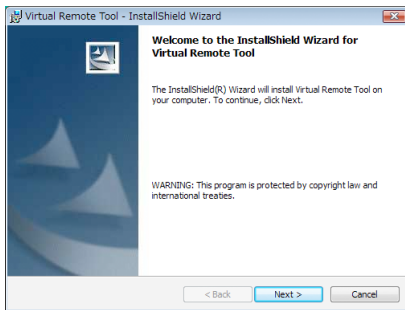 Virtual Remote Tool - InstallShield Wizard
Welcome to the InstallShield Wizard for
Virtual Remote Tool
The InstallShield(R) Wizard will install Virtual Remote Tool on
your computer. To continue, click Next.
WARNING: This program is protected by copyright law and
international treaties.
< Back Next > Cancel